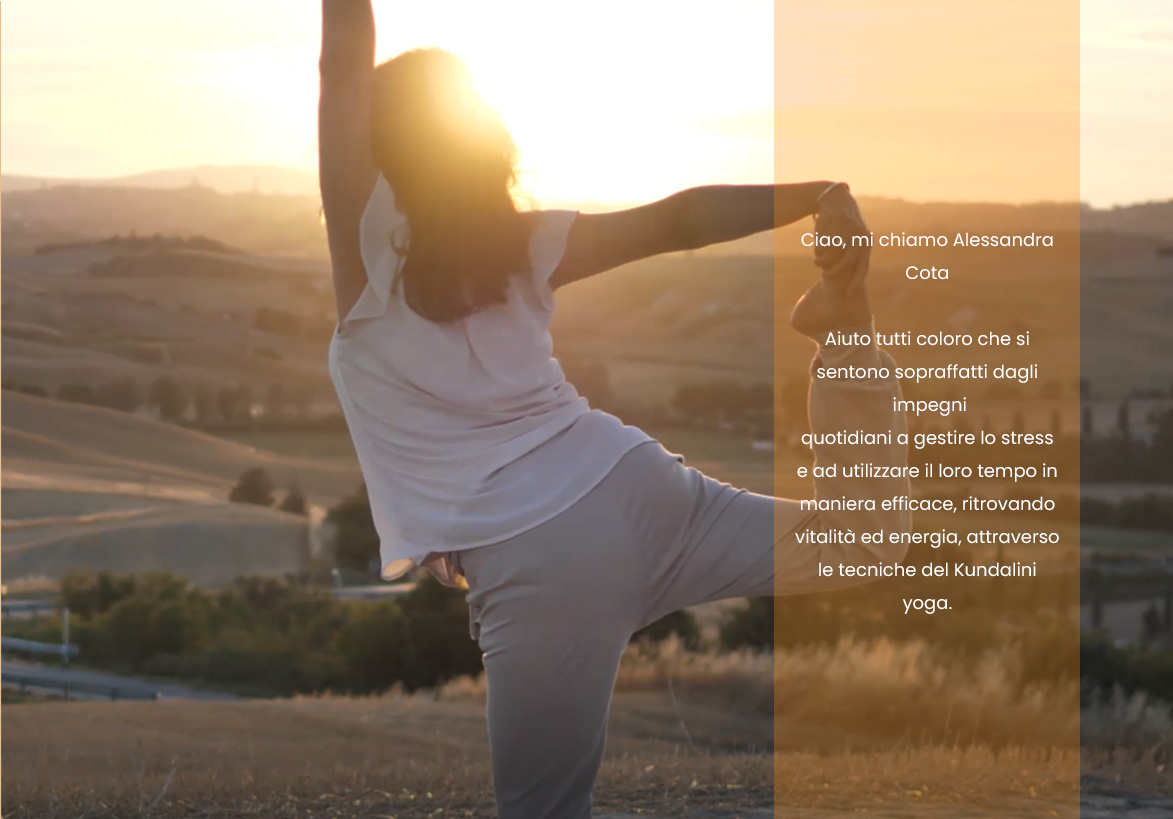 Ciao, mi chiamo Alessandra
Cota
Aiuto tutti coloro che si
sentono sopraffatti dagli
impegni
quotidiani a gestire lo stress
e ad utilizzare il loro tempo in
maniera efficace, ritrovando
vitalità ed energia, attraverso
le tecniche del Kundalini
yoga.